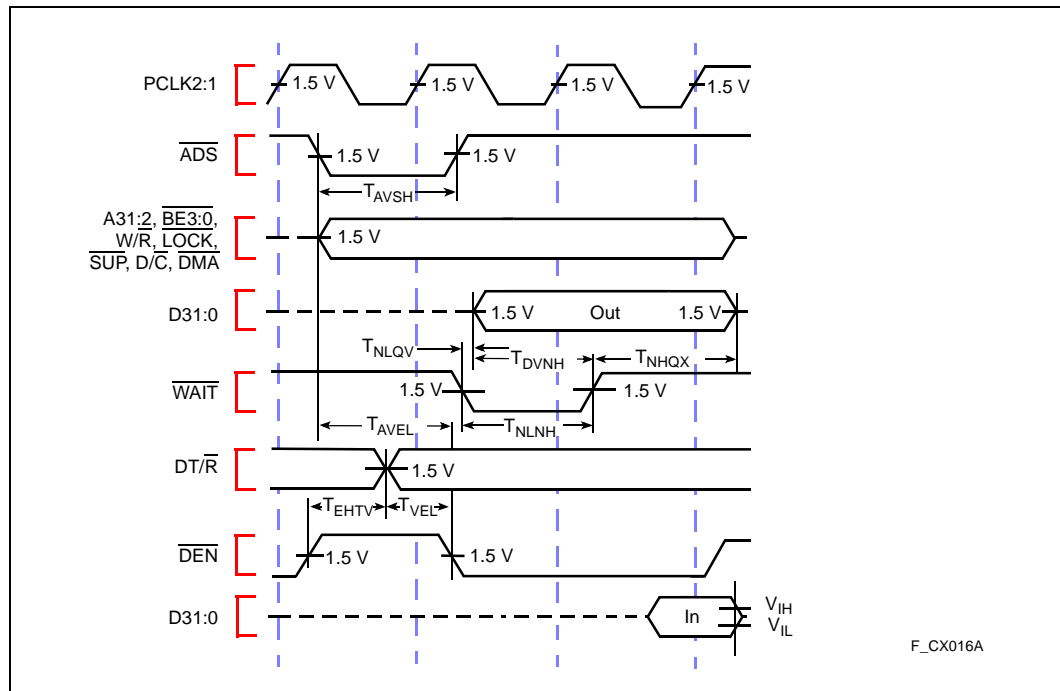 PCLK2:1 1.5 V 1.5 V 1.5 V 1.5 V
ADS 1.5 V 1.5 V
TAVSH
A31:2, BE3:0,
W/R, LOCK,
SUP, D/C, DMA
1.5 V
D31:0 1.5 V Out 1.5 V
TNLQV TDVNH TNHQX
WAIT 1.5 V 1.5 V
TAVEL TNLNH
DT/R 1.5 V
TEHTV TVEL
DEN 1.5 V 1.5 V
D31:0 In VIH
VIL
F_CX016A